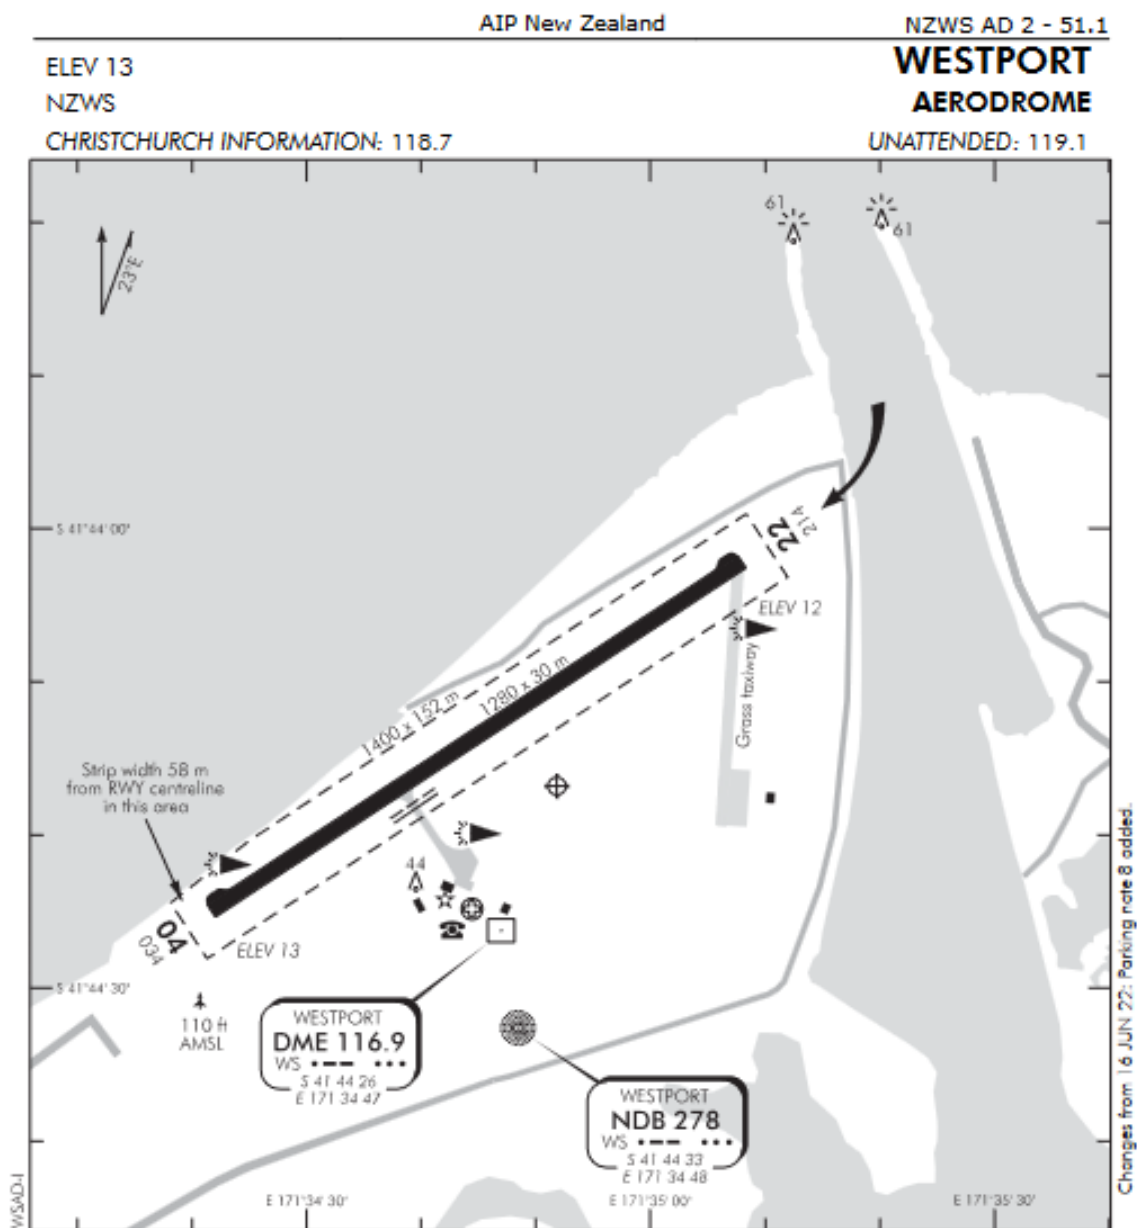 AIP New Zealand
NZWS AD 2 - 51.1
ELEV 13
WESTPORT
NZWS
AERODROME
CHRISTCHURCH INFORMATION: 118.7
UNATTENDED: 119.1
61
61
23°E
S 41°44' 00"
22
214
ELEV 12
Grass taxiway
1280 x 30 m
1400 x 152 m
Strip width 58 m
from RWY centreline
in this area
44
04
034
ELEV 13
S 41°44' 30"
110 ft
AMSL
WESTPORT
DME 116.9
WS
S 41 44 26
E 171 34 47
WESTPORT
NDB 278
WS
S 41 44 33
E 171 34 48
E 171°34' 30"
E 171°35' 00"
E 171°35' 30"
WSAD-I
Changes from 16 JUN 22: Parking note 8 added.